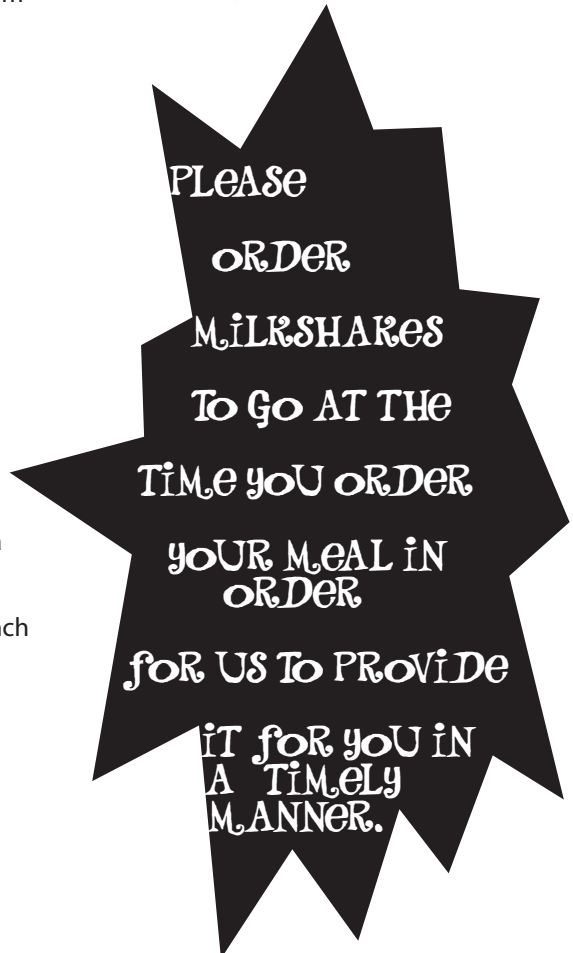 PLeASe
oRDeR
MiLKSHAKeS
To Go AT THe
TiMe yoU oRDeR
yoUR MeAL iN
oRDeR
foR US To PRoViDe
iT foR yoU iN
A TiMeLy
MANNeR.